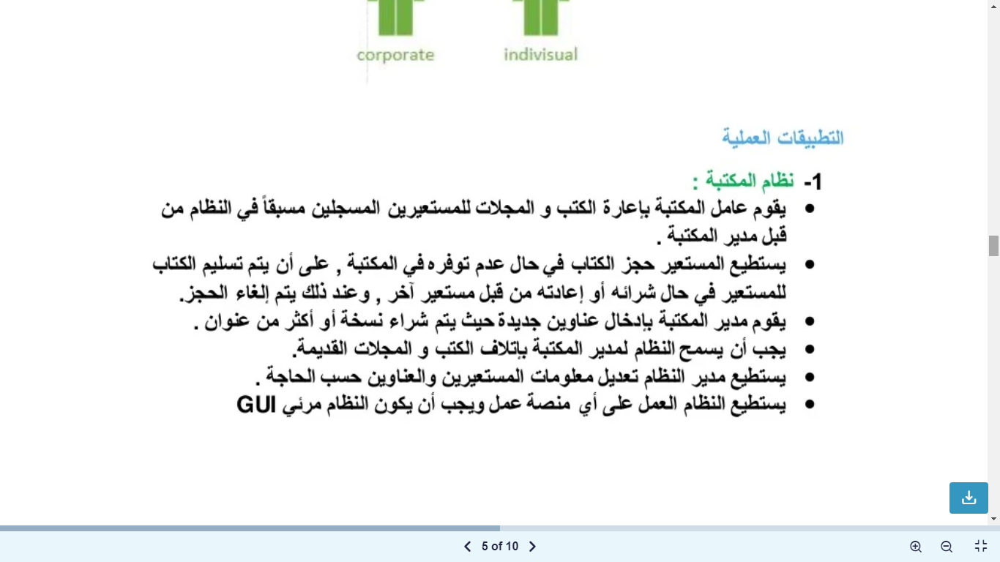 corporate indivisual
التطبيقات العملية
1- نظام المكتبة :
● يقوم عامل المكتبة بإعارة الكتب و المجلات للمستعيرين المسجلين مسبقاً في النظام من
قبل مدير المكتبة .
● يستطيع المستعير حجز الكتاب في حال عدم توفره في المكتبة , على أن يتم تسليم الكتاب
للمستعير في حال شرائه أو إعادته من قبل مستعير آخر , وعند ذلك يتم إلغاء الحجز.
● يقوم مدير المكتبة بإدخال عناوين جديدة حيث يتم شراء نسخة أو أكثر من عنوان .
● يجب أن يسمح النظام لمدير المكتبة بإتلاف الكتب و المجلات القديمة.
● يستطيع مدير النظام تعديل معلومات المستعيرين والعناوين حسب الحاجة .
● يستطيع النظام العمل على أي منصة عمل ويجب أن يكون النظام مرئي GUI
5 of 10